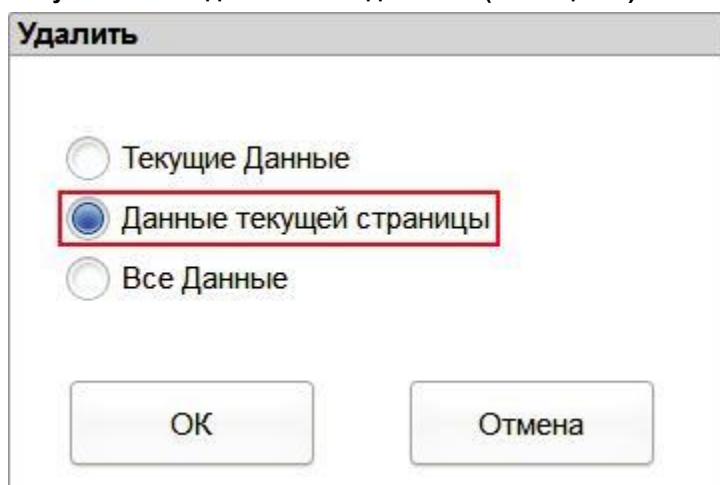 Удалить
Текущие Данные
Данные текущей страницы
Все Данные
ОК
Отмена